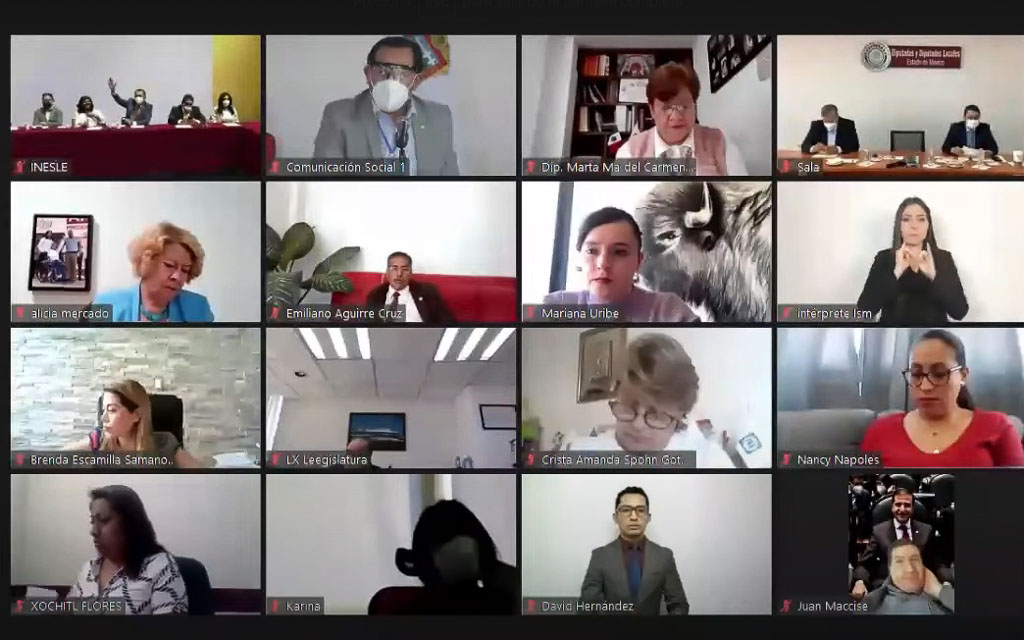 INESLE
Comunicación Social 1
Dip. Marta Ma del Carmen...
Diputadas y Diputados Locales
Estado de México
Sala
alicia mercado
Emiliano Aguirre Cruz
Mariana Uribe
intérprete lsm
Brenda Escamilla Samano...
LX Leegislatura
Crista Amanda Spohn Got...
Nancy Napoles
XOCHITL FLORES
Karina
David Hernández
Juan Maccise